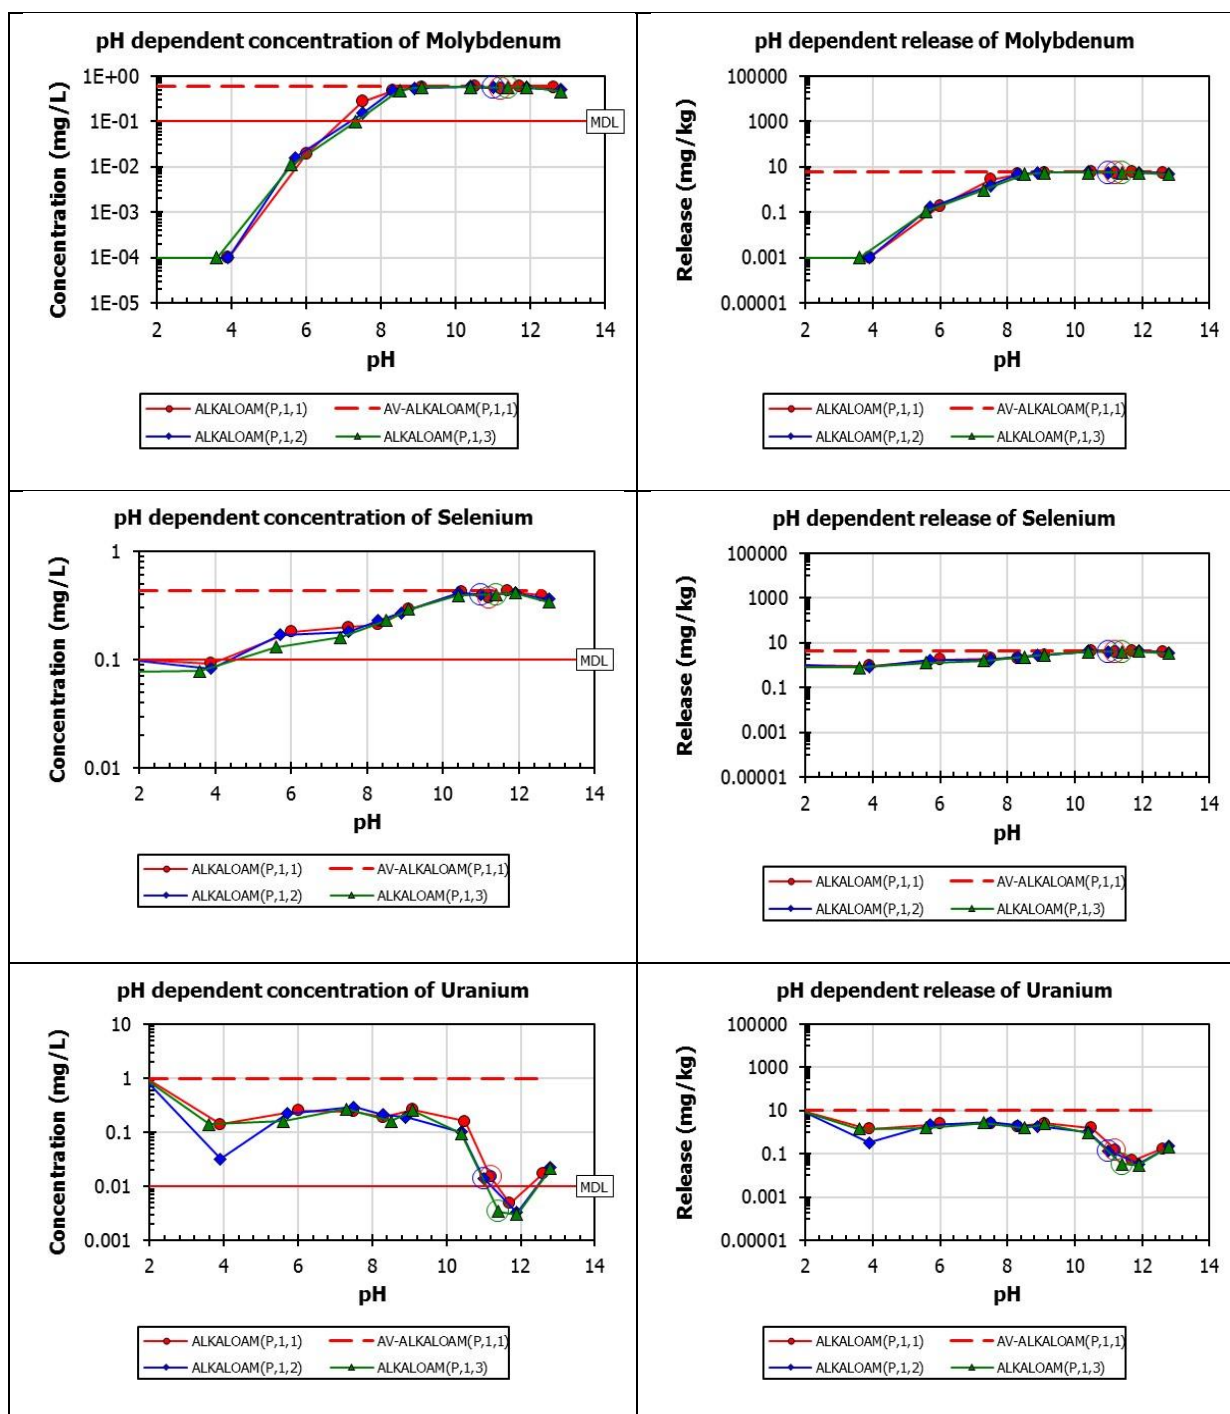 pH dependent concentration of Molybdenum
Concentration (mg/L)
1E+00
1E-01
1E-02
1E-03
1E-04
1E-05
MDL
2 4 6 8 10 12 14
pH
ALKALOAM(P,1,1) AV-ALKALOAM(P,1,1)
ALKALOAM(P,1,2) ALKALOAM(P,1,3)
pH dependent release of Molybdenum
Release (mg/kg)
100000
1000
10
0.1
0.001
0.00001
2 4 6 8 10 12 14
pH
ALKALOAM(P,1,1) AV-ALKALOAM(P,1,1)
ALKALOAM(P,1,2) ALKALOAM(P,1,3)
pH dependent concentration of Selenium
Concentration (mg/L)
1
0.1
0.01
MDL
2 4 6 8 10 12 14
pH
ALKALOAM(P,1,1) AV-ALKALOAM(P,1,1)
ALKALOAM(P,1,2) ALKALOAM(P,1,3)
pH dependent release of Selenium
Release (mg/kg)
100000
1000
10
0.1
0.001
0.00001
2 4 6 8 10 12 14
pH
ALKALOAM(P,1,1) AV-ALKALOAM(P,1,1)
ALKALOAM(P,1,2) ALKALOAM(P,1,3)
pH dependent concentration of Uranium
Concentration (mg/L)
10
1
0.1
0.01
0.001
MDL
2 4 6 8 10 12 14
pH
ALKALOAM(P,1,1) AV-ALKALOAM(P,1,1)
ALKALOAM(P,1,2) ALKALOAM(P,1,3)
pH dependent release of Uranium
Release (mg/kg)
100000
1000
10
0.1
0.001
0.00001
2 4 6 8 10 12 14
pH
ALKALOAM(P,1,1) AV-ALKALOAM(P,1,1)
ALKALOAM(P,1,2) ALKALOAM(P,1,3)